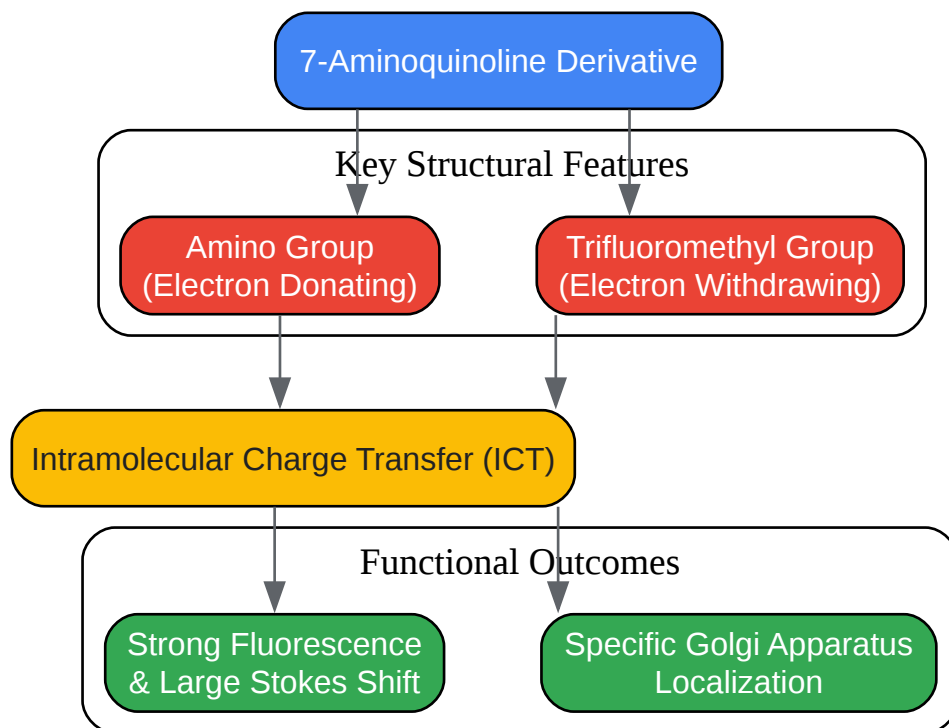 7-Aminoquinoline Derivative
Key Structural Features
Amino Group
(Electron Donating)
Trifluoromethyl Group
(Electron Withdrawing)
Intramolecular Charge Transfer (ICT)
Functional Outcomes
Strong Fluorescence
& Large Stokes Shift
Specific Golgi Apparatus
Localization